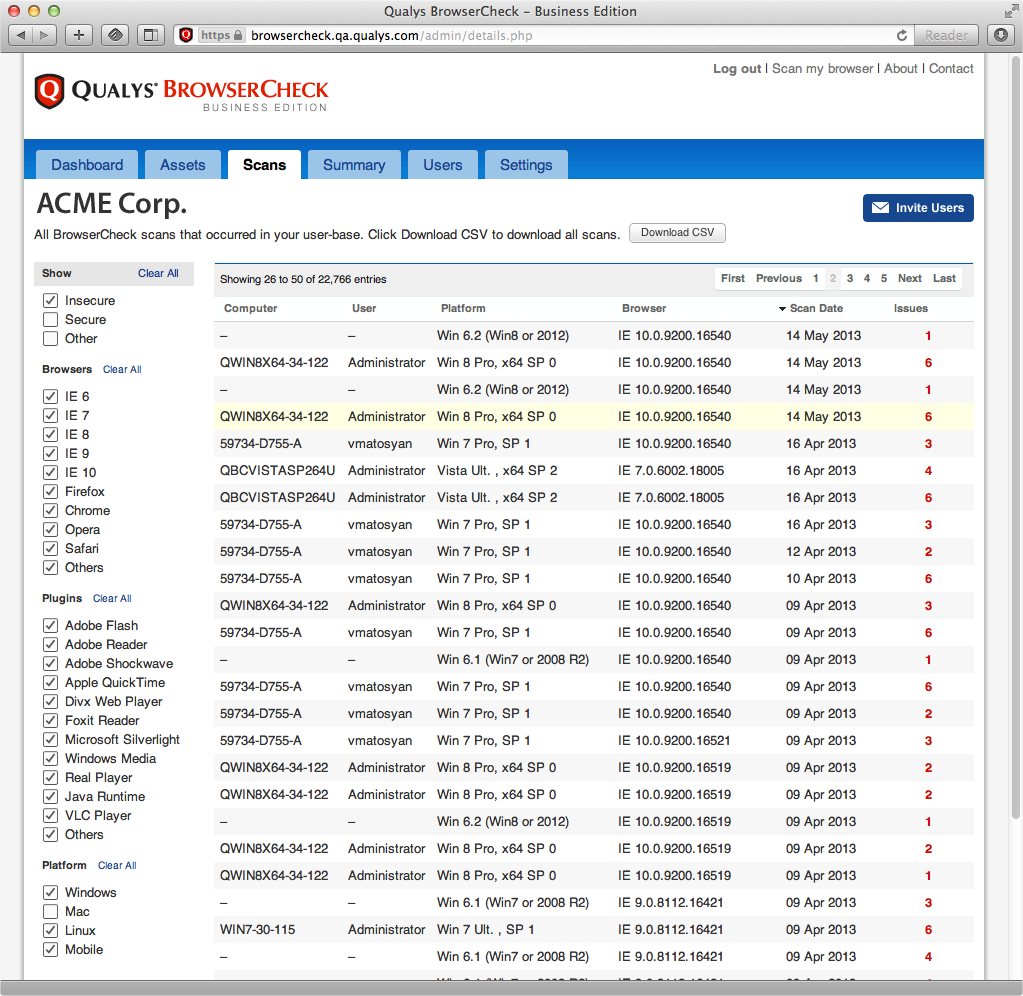 Qualys BrowserCheck – Business Edition
https browsercheck.qa.qualys.com/admin/details.php Reader
Log out | Scan my browser | About | Contact
QUALYS® BROWSERCHECK
BUSINESS EDITION
Dashboard Assets Scans Summary Users Settings
ACME Corp.
Invite Users
All BrowserCheck scans that occurred in your user-base. Click Download CSV to download all scans. Download CSV
Show Clear All
Insecure
Secure
Other
Browsers Clear All
IE 6
IE 7
IE 8
IE 9
IE 10
Firefox
Chrome
Opera
Safari
Others
Plugins Clear All
Adobe Flash
Adobe Reader
Adobe Shockwave
Apple QuickTime
Divx Web Player
Foxit Reader
Microsoft Silverlight
Windows Media
Real Player
Java Runtime
VLC Player
Others
Platform Clear All
Windows
Mac
Linux
Mobile
Showing 26 to 50 of 22,766 entries First Previous 1 2 3 4 5 Next Last
Computer User Platform Browser Scan Date Issues
– – Win 6.2 (Win8 or 2012) IE 10.0.9200.16540 14 May 2013 1
QWIN8X64-34-122 Administrator Win 8 Pro, x64 SP 0 IE 10.0.9200.16540 14 May 2013 6
– – Win 6.2 (Win8 or 2012) IE 10.0.9200.16540 14 May 2013 1
QWIN8X64-34-122 Administrator Win 8 Pro, x64 SP 0 IE 10.0.9200.16540 14 May 2013 6
59734-D755-A vmatosyan Win 7 Pro, SP 1 IE 10.0.9200.16540 16 Apr 2013 3
QBCVISTASP264U Administrator Vista Ult. , x64 SP 2 IE 7.0.6002.18005 16 Apr 2013 4
QBCVISTASP264U Administrator Vista Ult. , x64 SP 2 IE 7.0.6002.18005 16 Apr 2013 6
59734-D755-A vmatosyan Win 7 Pro, SP 1 IE 10.0.9200.16540 16 Apr 2013 3
59734-D755-A vmatosyan Win 7 Pro, SP 1 IE 10.0.9200.16540 12 Apr 2013 2
59734-D755-A vmatosyan Win 7 Pro, SP 1 IE 10.0.9200.16540 10 Apr 2013 6
QWIN8X64-34-122 Administrator Win 8 Pro, x64 SP 0 IE 10.0.9200.16540 09 Apr 2013 3
59734-D755-A vmatosyan Win 7 Pro, SP 1 IE 10.0.9200.16540 09 Apr 2013 6
– – Win 6.1 (Win7 or 2008 R2) IE 10.0.9200.16540 09 Apr 2013 1
59734-D755-A vmatosyan Win 7 Pro, SP 1 IE 10.0.9200.16540 09 Apr 2013 6
59734-D755-A vmatosyan Win 7 Pro, SP 1 IE 10.0.9200.16540 09 Apr 2013 2
59734-D755-A vmatosyan Win 7 Pro, SP 1 IE 10.0.9200.16521 09 Apr 2013 3
QWIN8X64-34-122 Administrator Win 8 Pro, x64 SP 0 IE 10.0.9200.16519 09 Apr 2013 2
QWIN8X64-34-122 Administrator Win 8 Pro, x64 SP 0 IE 10.0.9200.16519 09 Apr 2013 2
– – Win 6.2 (Win8 or 2012) IE 10.0.9200.16519 09 Apr 2013 1
QWIN8X64-34-122 Administrator Win 8 Pro, x64 SP 0 IE 10.0.9200.16519 09 Apr 2013 2
QWIN8X64-34-122 Administrator Win 8 Pro, x64 SP 0 IE 10.0.9200.16519 09 Apr 2013 1
– – Win 6.1 (Win7 or 2008 R2) IE 9.0.8112.16421 09 Apr 2013 3
WIN7-30-115 Administrator Win 7 Ult. , SP 1 IE 9.0.8112.16421 09 Apr 2013 6
– – Win 6.1 (Win7 or 2008 R2) IE 9.0.8112.16421 09 Apr 2013 4